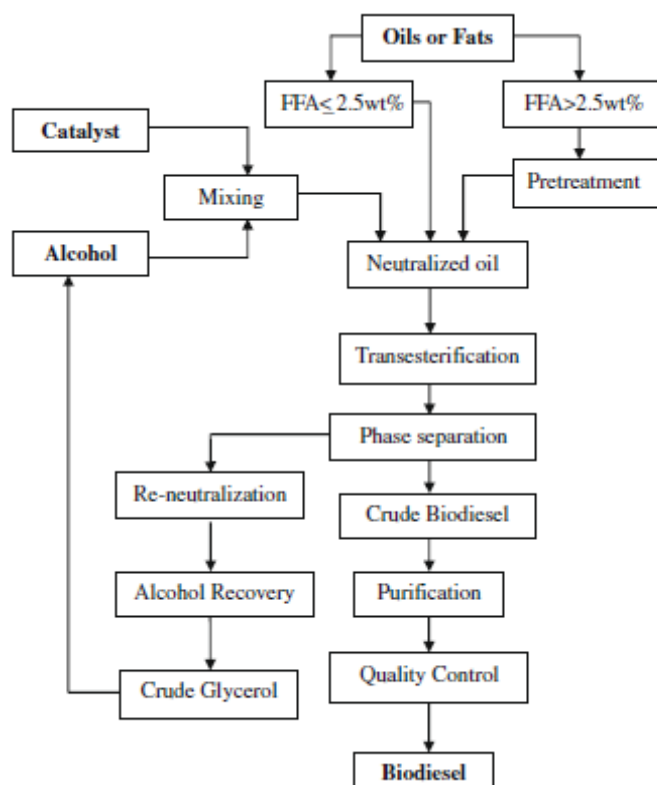 Oils or Fats
FFA≤ 2.5wt%
FFA>2.5wt%
Catalyst
Pretreatment
Mixing
Alcohol
Neutralized oil
Transesterification
Phase separation
Re-neutralization
Crude Biodiesel
Alcohol Recovery
Purification
Crude Glycerol
Quality Control
Biodiesel